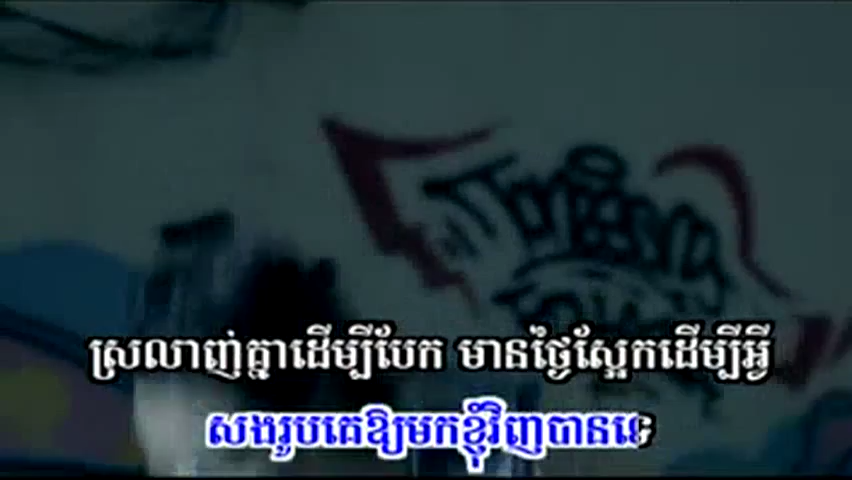 ស្រលាញ់គ្នាដើម្បីបែក មានថ្ងៃស្អែកដើម្បីអ្វី
សងរូបគេឱ្យមកខ្ញុំវិញបានទេ